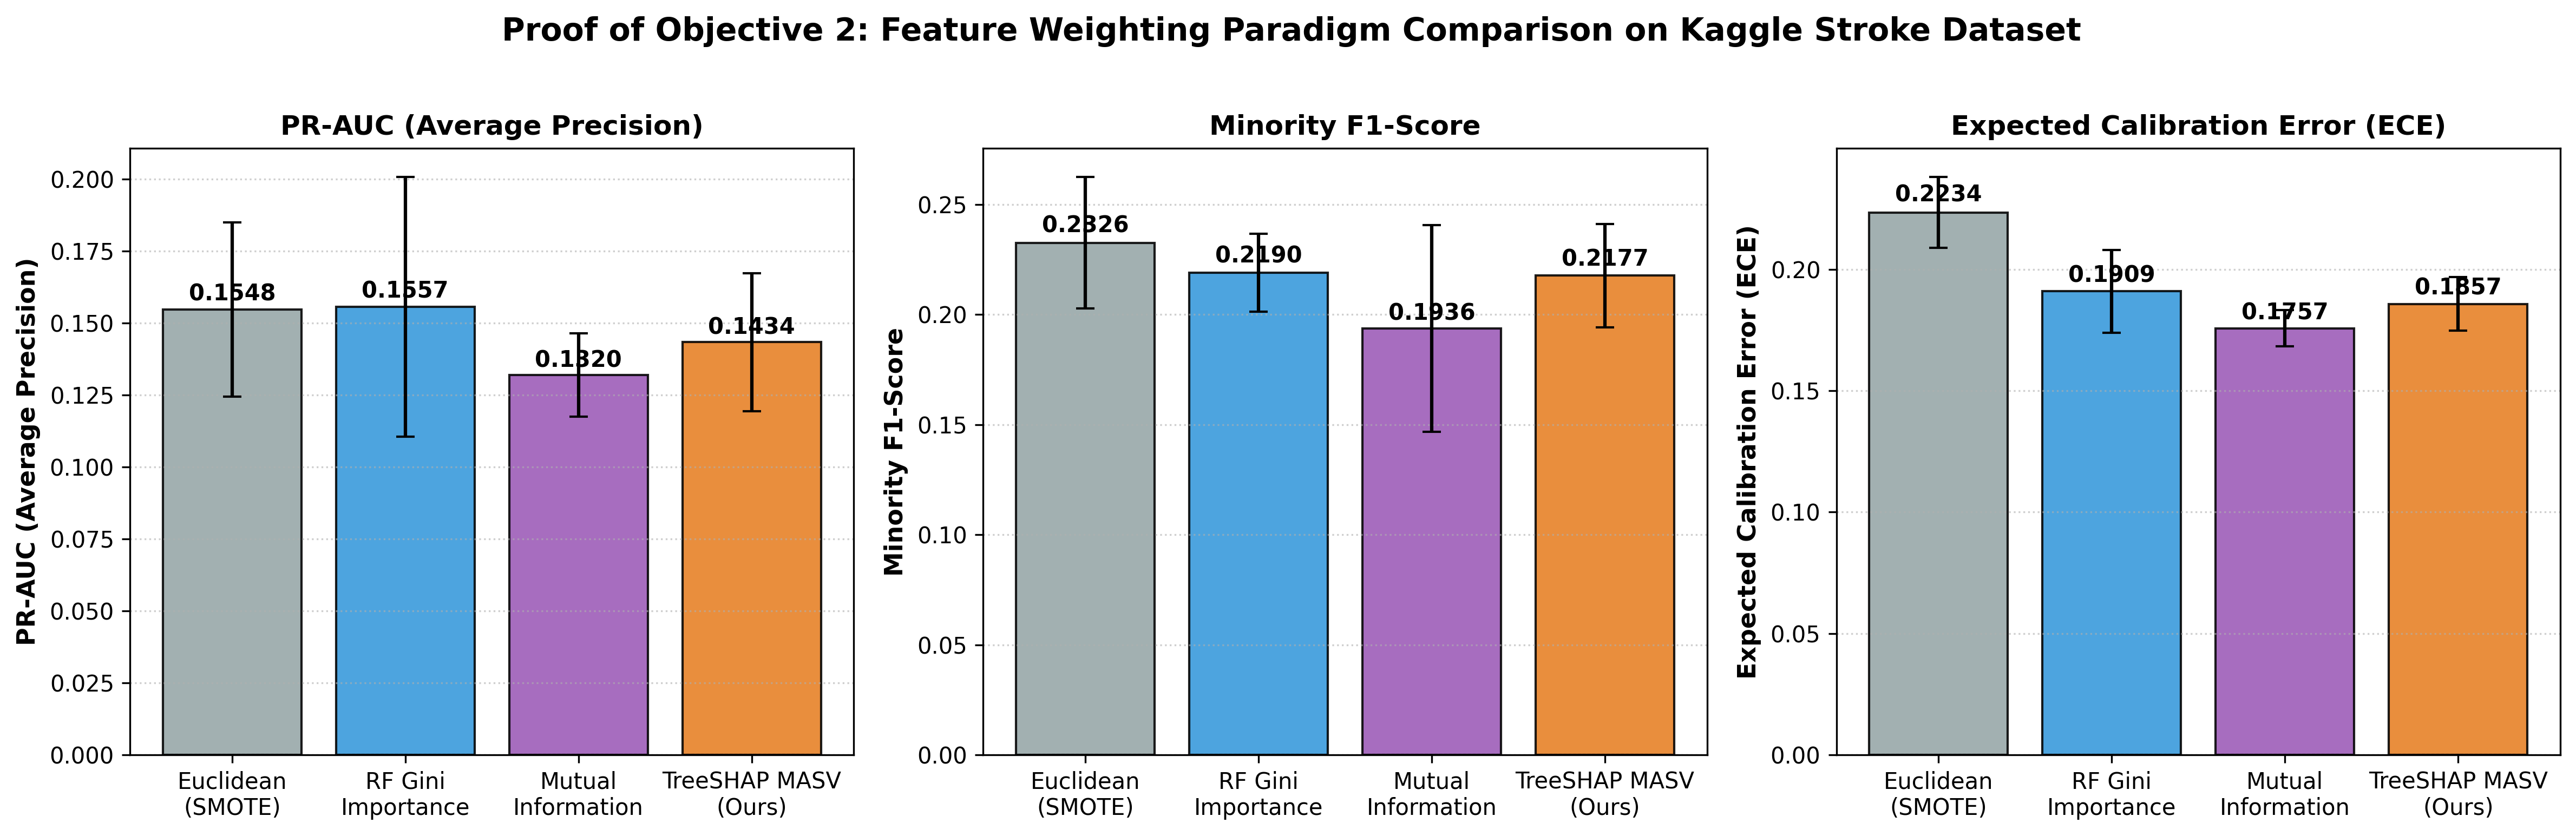 Proof of Objective 2: Feature Weighting Paradigm Comparison on Kaggle Stroke Dataset
PR-AUC (Average Precision)
PR-AUC (Average Precision)
0.200
0.175
0.150
0.125
0.100
0.075
0.050
0.025
0.000
0.1548
0.1557
0.1320
0.1434
Euclidean
(SMOTE)
RF Gini
Importance
Mutual
Information
TreeSHAP MASV
(Ours)
Minority F1-Score
Minority F1-Score
0.25
0.20
0.15
0.10
0.05
0.00
0.2326
0.2190
0.1936
0.2177
Euclidean
(SMOTE)
RF Gini
Importance
Mutual
Information
TreeSHAP MASV
(Ours)
Expected Calibration Error (ECE)
Expected Calibration Error (ECE)
0.20
0.15
0.10
0.05
0.00
0.2234
0.1909
0.1757
0.1857
Euclidean
(SMOTE)
RF Gini
Importance
Mutual
Information
TreeSHAP MASV
(Ours)